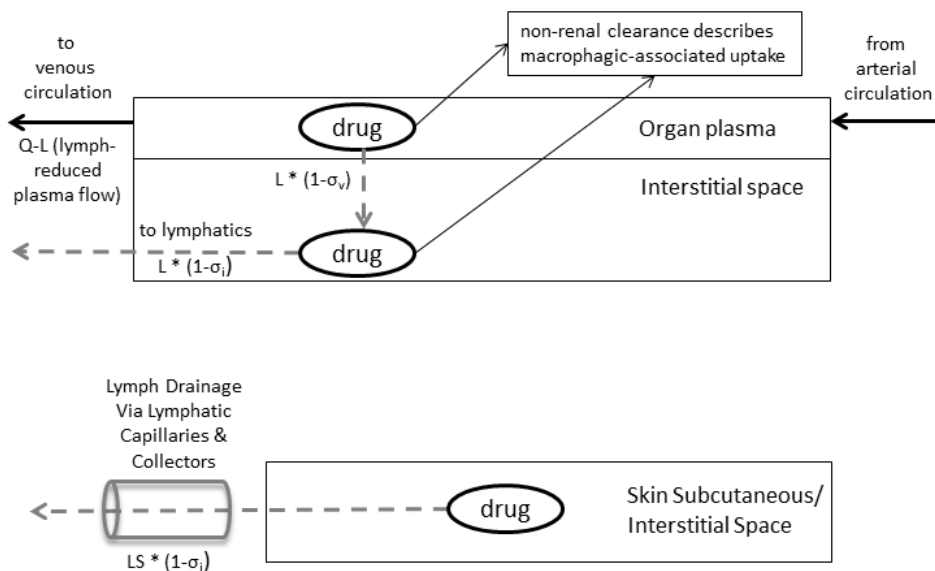 to
venous
circulation
non-renal clearance describes
macrophagic-associated uptake
from
arterial
circulation
drug
Organ plasma
Q-L (lymph-
reduced
plasma flow)
L * (1-σv)
Interstitial space
to lymphatics
drug
L * (1-σi)
Lymph Drainage
Via Lymphatic
Capillaries &
Collectors
drug
Skin Subcutaneous/
Interstitial Space
LS * (1-σi)